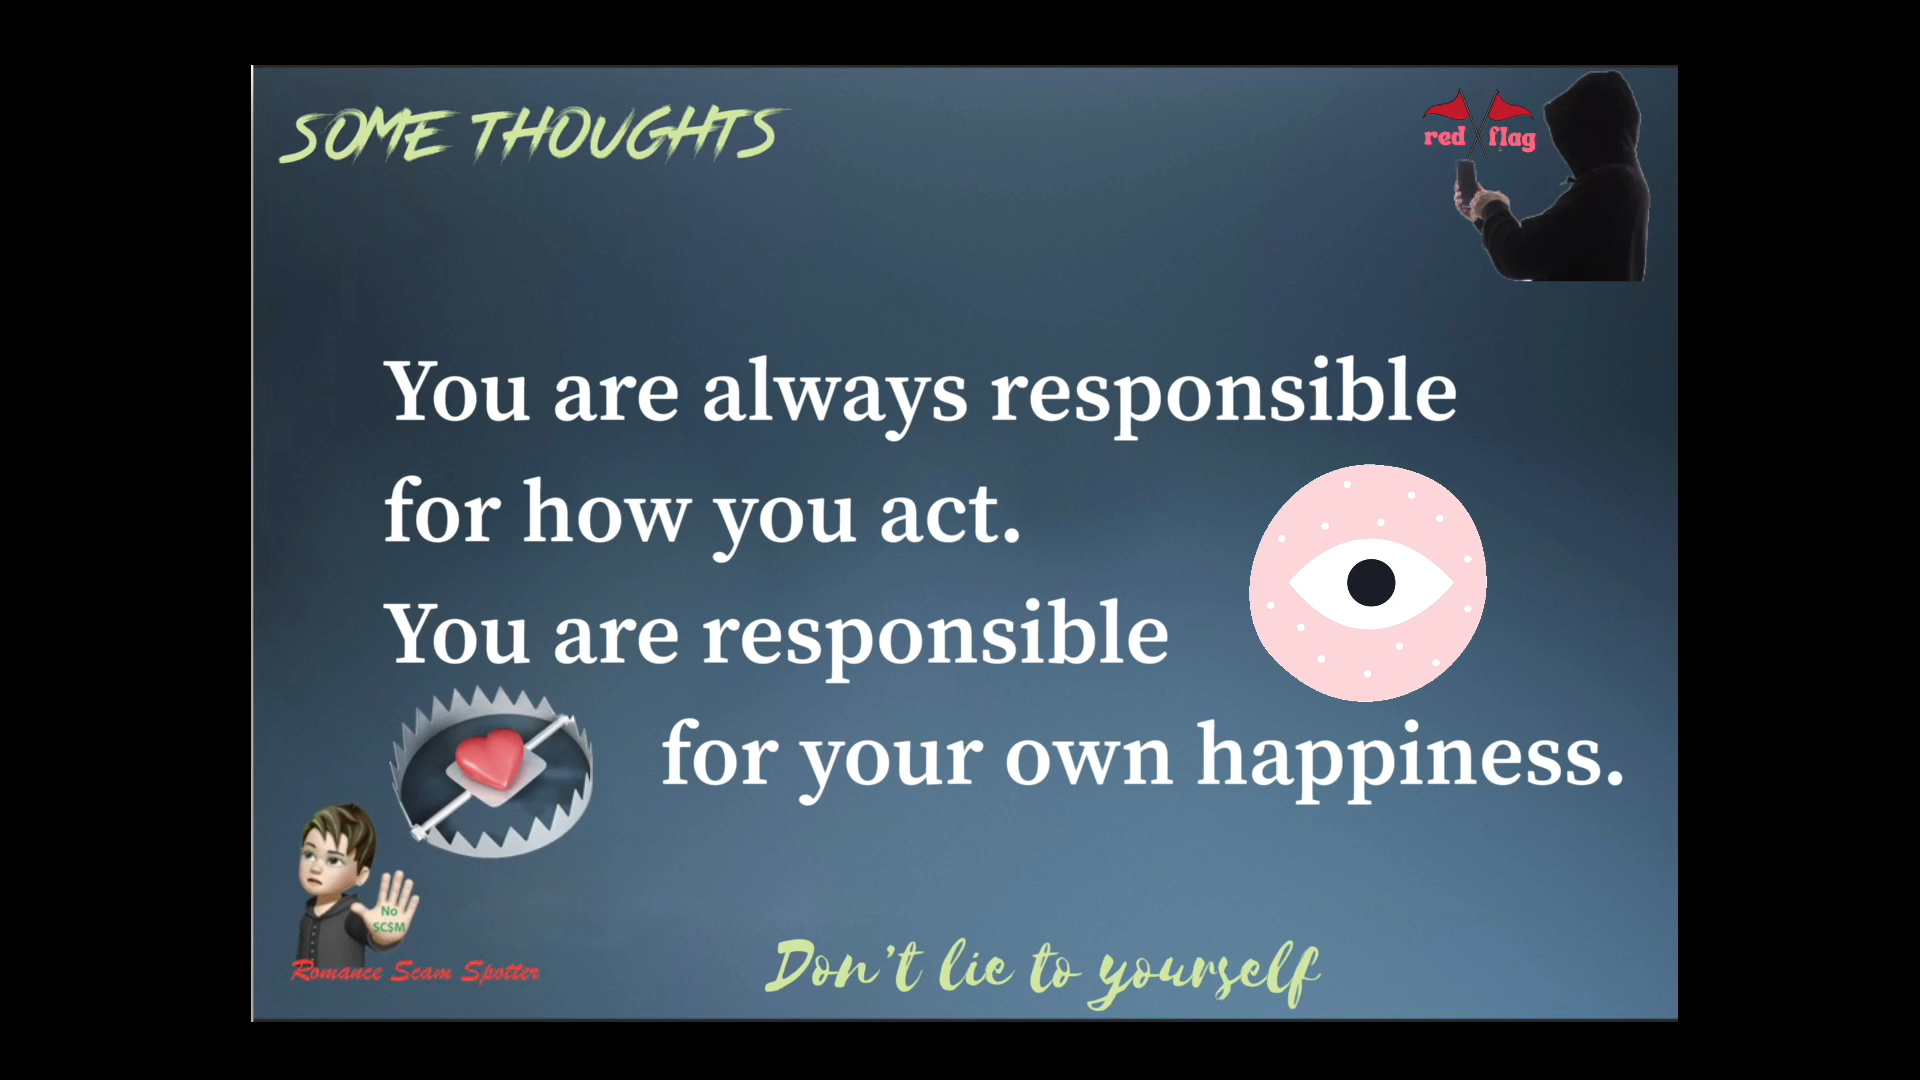 SOME THOUGHTS
red flag
You are always responsible
for how you act.
You are responsible
for your own happiness.
No
SC$M
Romance Scam Spotter
Don't lie to yourself